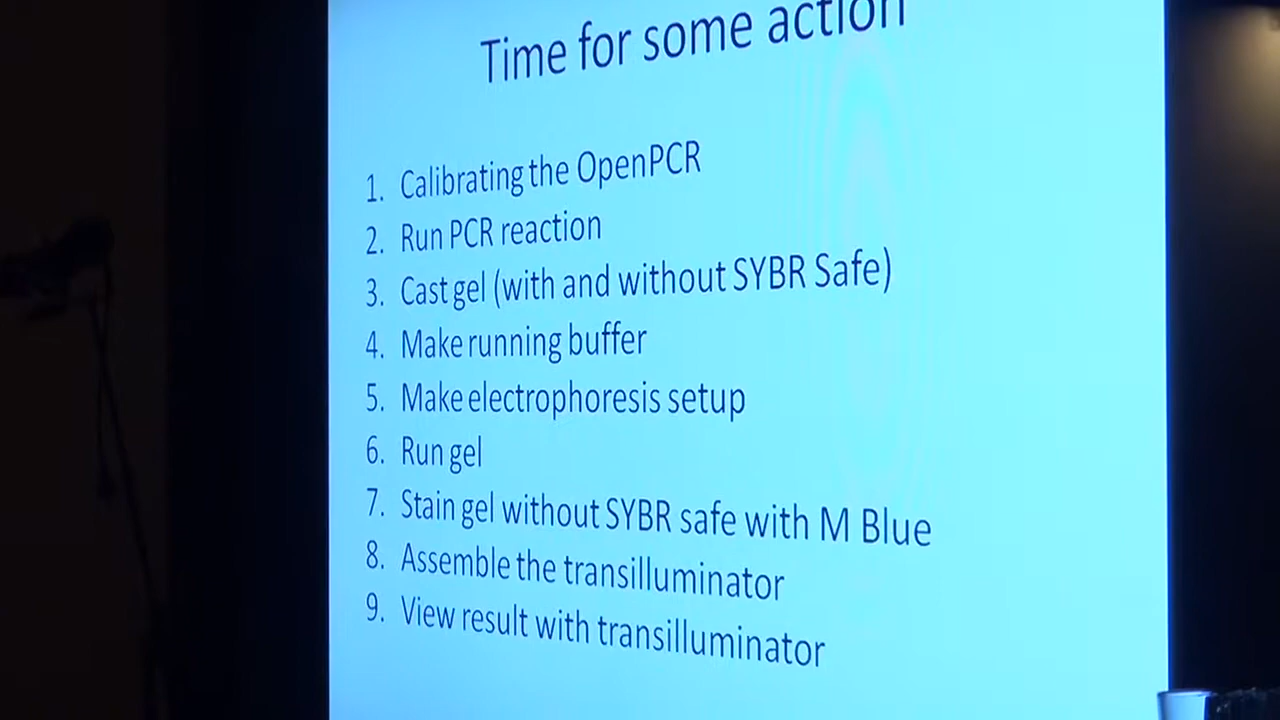 Time for some action
1. Calibrating the OpenPCR
2. Run PCR reaction
3. Cast gel (with and without SYBR Safe)
4. Make running buffer
5. Make electrophoresis setup
6. Run gel
7. Stain gel without SYBR safe with M Blue
8. Assemble the transilluminator
9. View result with transilluminator